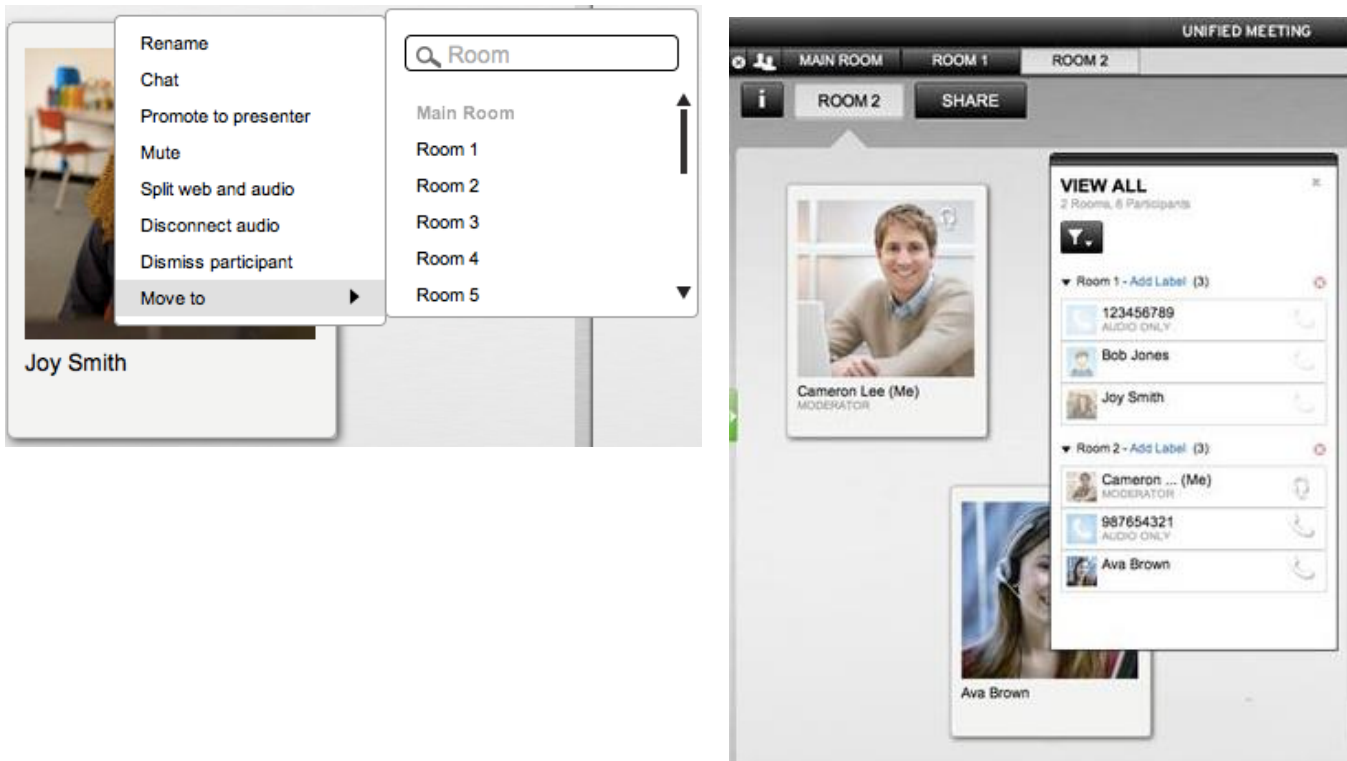 Rename
Chat
Promote to presenter
Mute
Split web and audio
Disconnect audio
Dismiss participant
Move to
Room
Main Room
Room 1
Room 2
Room 3
Room 4
Room 5
Joy Smith
UNIFIED MEETING
MAIN ROOM ROOM 1 ROOM 2
i ROOM 2 SHARE
Cameron Lee (Me)
MODERATOR
Ava Brown
VIEW ALL
2 Rooms, 6 Participants
Room 1 - Add Label (3)
123456789
AUDIO ONLY
Bob Jones
Joy Smith
Room 2 - Add Label (3)
Cameron ... (Me)
MODERATOR
987654321
AUDIO ONLY
Ava Brown